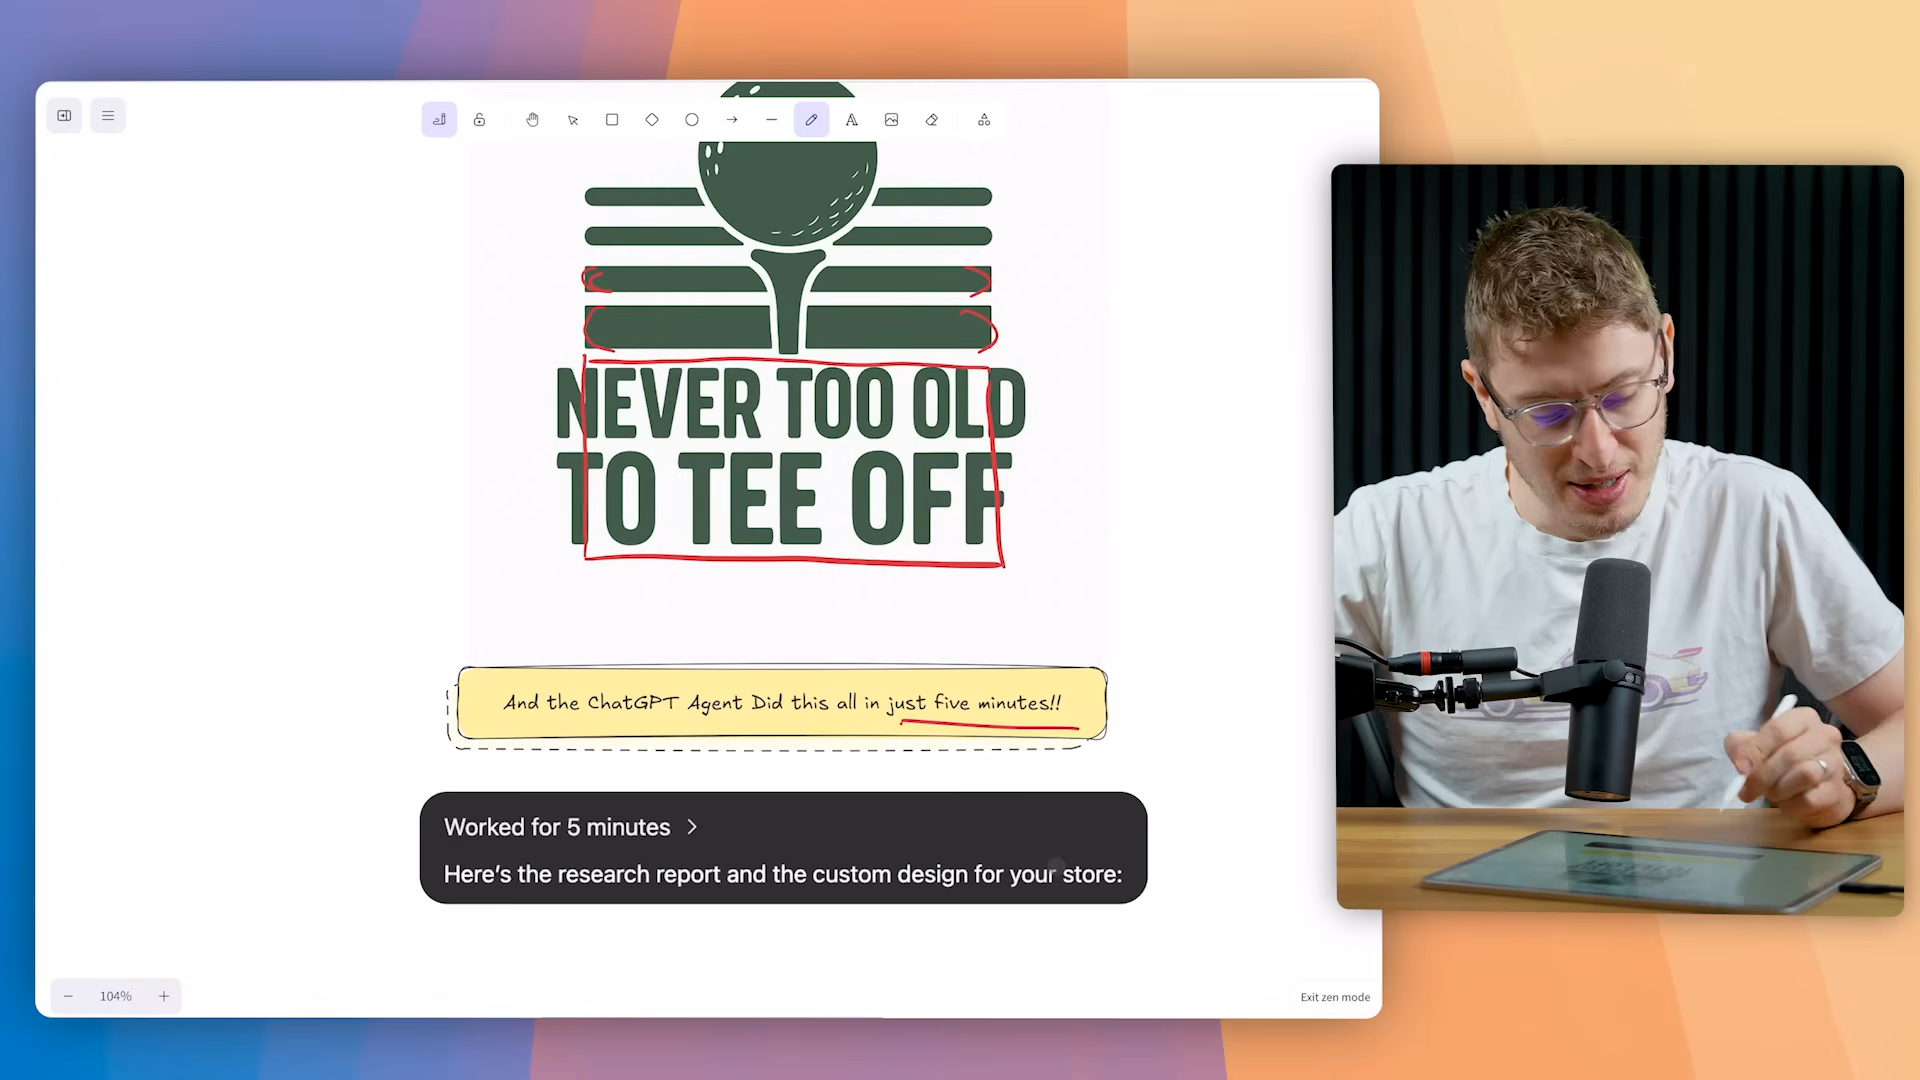 NEVER TOO OLD
TO TEE OFF
And the ChatGPT Agent Did this all in just five minutes!!
Worked for 5 minutes >
Here's the research report and the custom design for your store:
− 104% +
Exit zen mode